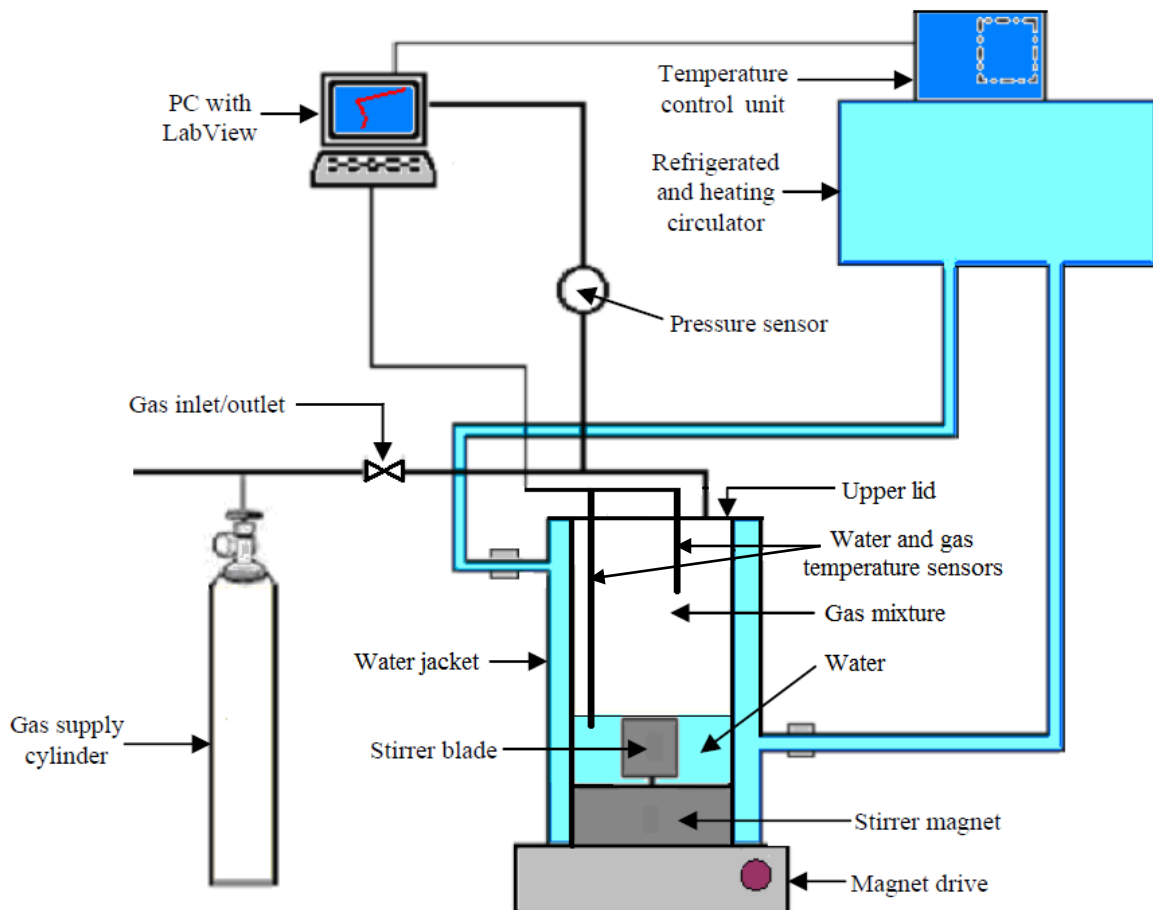 Temperature
control unit
PC with
LabView
Refrigerated
and heating
circulator
Pressure sensor
Gas inlet/outlet
Upper lid
Water and gas
temperature sensors
Gas mixture
Water jacket
Water
Gas supply
cylinder
Stirrer blade
Stirrer magnet
Magnet drive